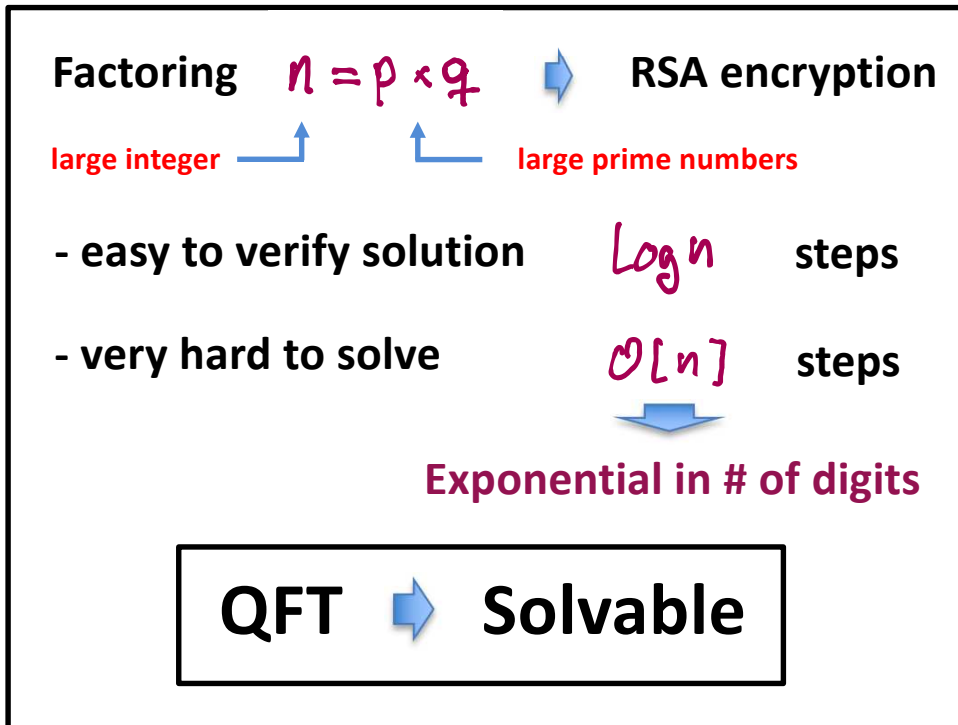 Factoring n = p × q RSA encryption
large integer large prime numbers
- easy to verify solution Log n steps
- very hard to solve O[n] steps
Exponential in # of digits
QFT Solvable